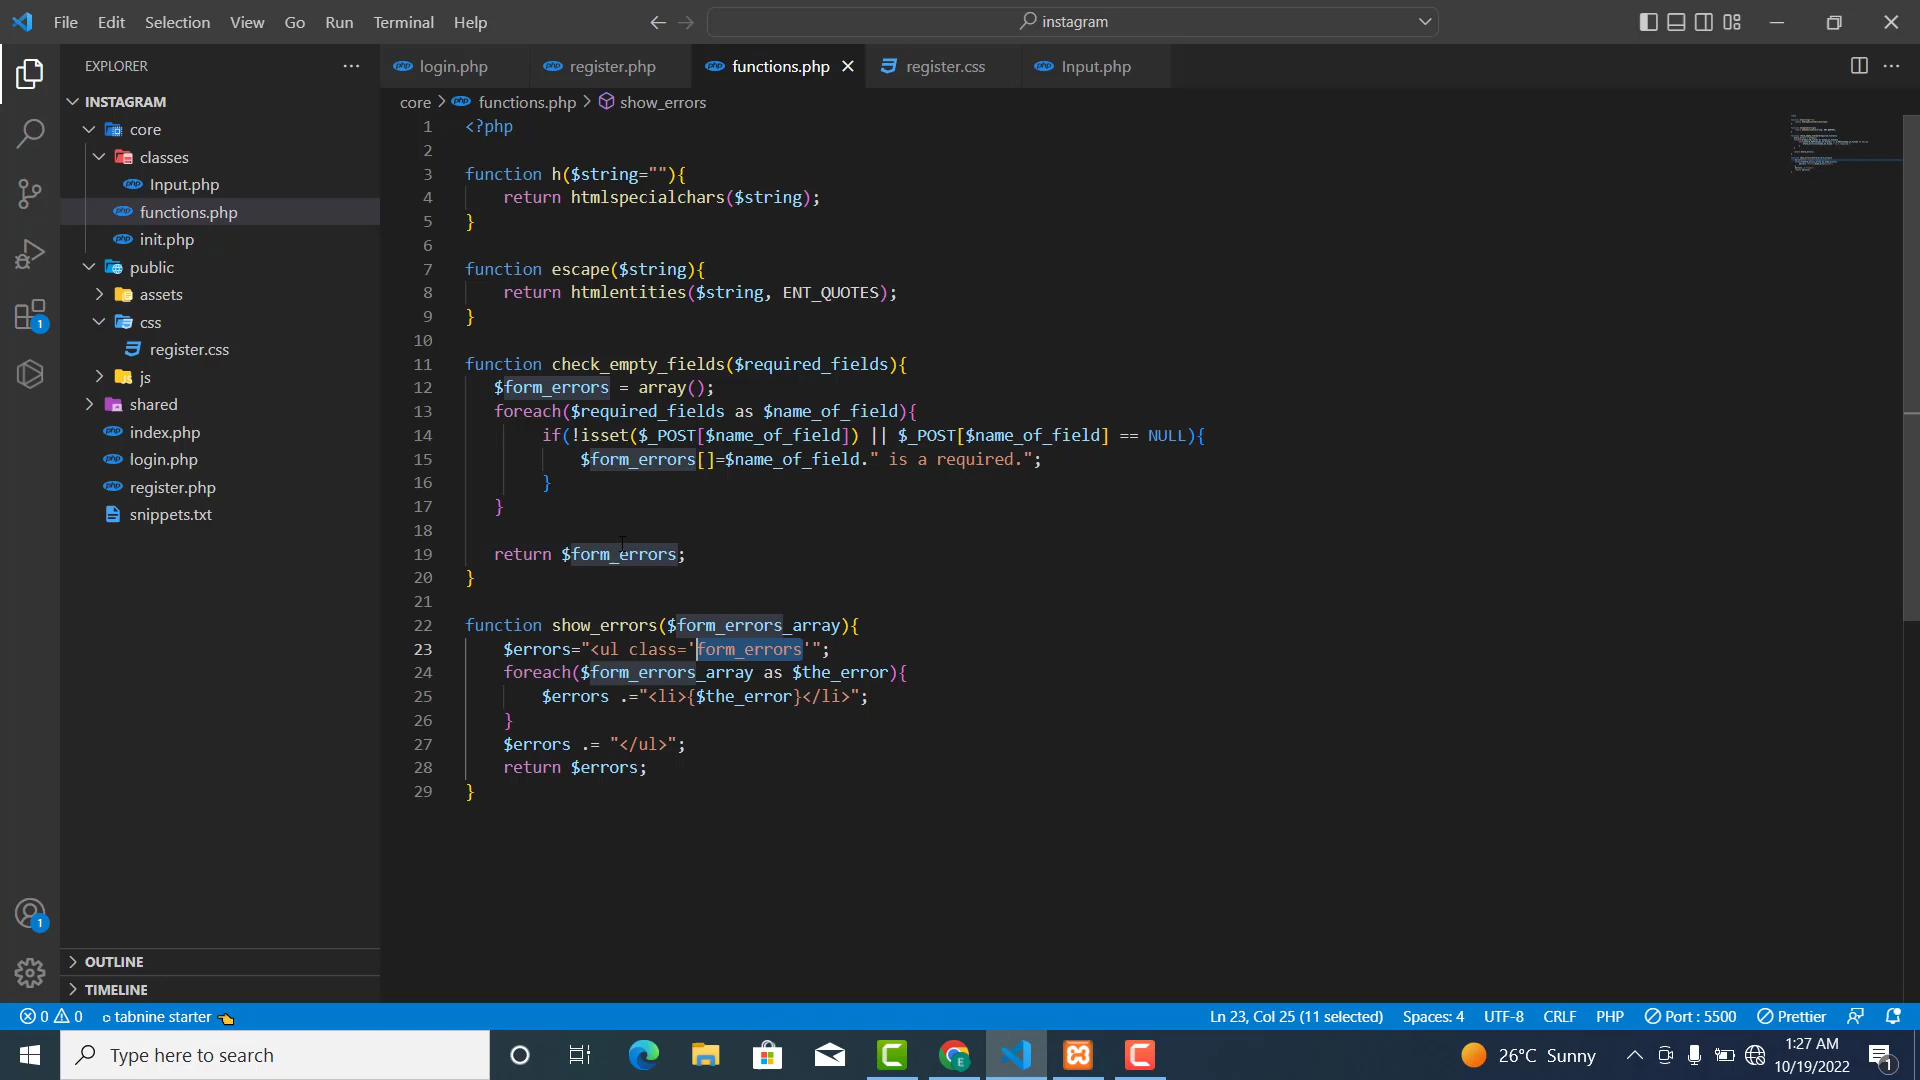 File Edit Selection View Go Run Terminal Help
instagram
EXPLORER
login.php register.php functions.php register.css Input.php
INSTAGRAM
core
classes
Input.php
functions.php
init.php
public
assets
css
register.css
js
shared
index.php
login.php
register.php
snippets.txt
OUTLINE
TIMELINE
core functions.php show_errors
1 <?php
2
3 function h($string=""){
4 return htmlspecialchars($string);
5 }
6
7 function escape($string){
8 return htmlentities($string, ENT_QUOTES);
9 }
10
11 function check_empty_fields($required_fields){
12 $form_errors = array();
13 foreach($required_fields as $name_of_field){
14 if(!isset($_POST[$name_of_field]) || $_POST[$name_of_field] == NULL){
15 $form_errors[]=$name_of_field." is a required.";
16 }
17 }
18
19 return $form_errors;
20 }
21
22 function show_errors($form_errors_array){
23 $errors="<ul class='form_errors'";
24 foreach($form_errors_array as $the_error){
25 $errors .="<li>{$the_error}</li>";
26 }
27 $errors .= "</ul>";
28 return $errors;
29 }
1
1
0 0 tabnine starter Ln 23, Col 25 (11 selected) Spaces: 4 UTF-8 CRLF PHP Port : 5500 Prettier
Type here to search
26°C Sunny
1:27 AM
10/19/2022
1